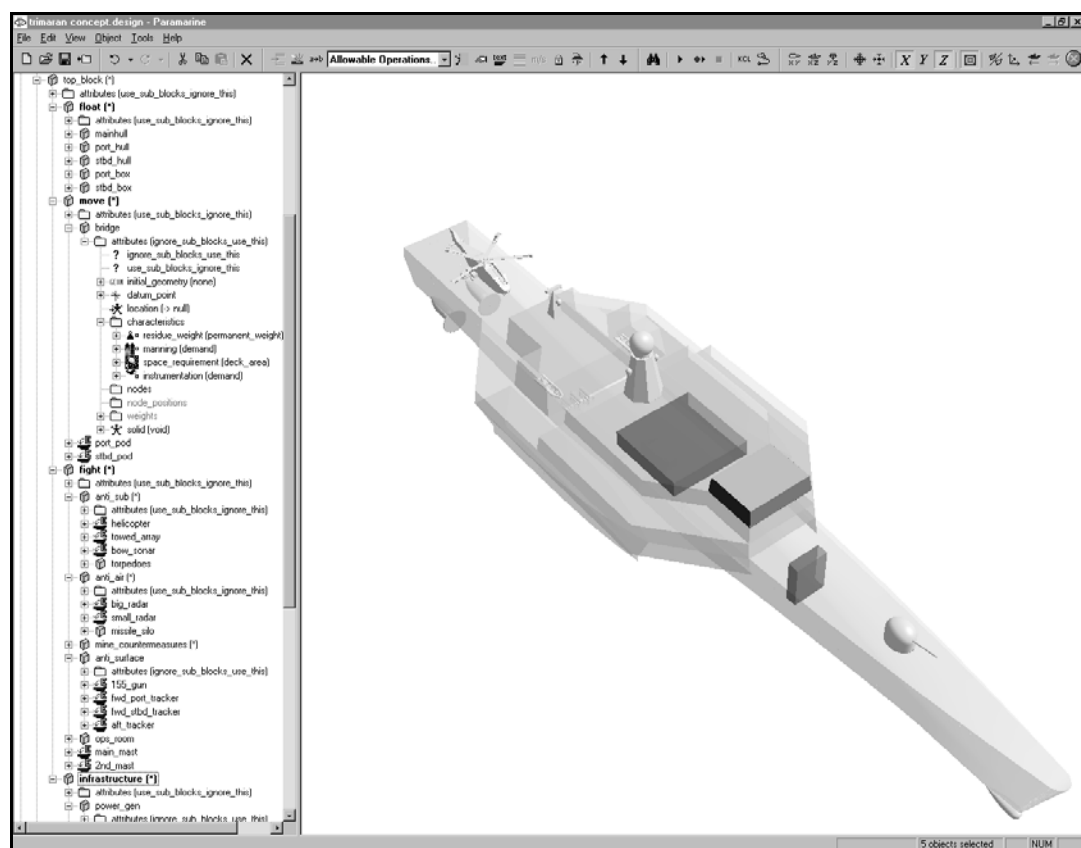 trimaran concept.design - Paramarine
File Edit View Object Tools Help
Allowable Operations..
KCL
X Y Z
top_block (*)
attributes (use_sub_blocks_ignore_this)
float (*)
attributes (use_sub_blocks_ignore_this)
mainhull
port_hull
stbd_hull
port_box
stbd_box
move (*)
attributes (use_sub_blocks_ignore_this)
bridge
attributes (ignore_sub_blocks_use_this)
? ignore_sub_blocks_use_this
? use_sub_blocks_ignore_this
initial_geometry (none)
datum_point
location (-> null)
characteristics
residue_weight (permanent_weight)
manning (demand)
space_requirement (deck_area)
instrumentation (demand)
nodes
node_positions
weights
solid (void)
port_pod
stbd_pod
fight (*)
attributes (use_sub_blocks_ignore_this)
anti_sub (*)
attributes (use_sub_blocks_ignore_this)
helicopter
towed_array
bow_sonar
torpedoes
anti_air (*)
attributes (use_sub_blocks_ignore_this)
big_radar
small_radar
missile_silo
mine_countermeasures (*)
anti_surface
attributes (ignore_sub_blocks_use_this)
155_gun
fwd_port_tracker
fwd_stbd_tracker
aft_tracker
ops_room
main_mast
2nd_mast
infrastructure (*)
attributes (use_sub_blocks_ignore_this)
power_gen
attributes (ignore_sub_blocks_use_this)
5 objects selected NUM